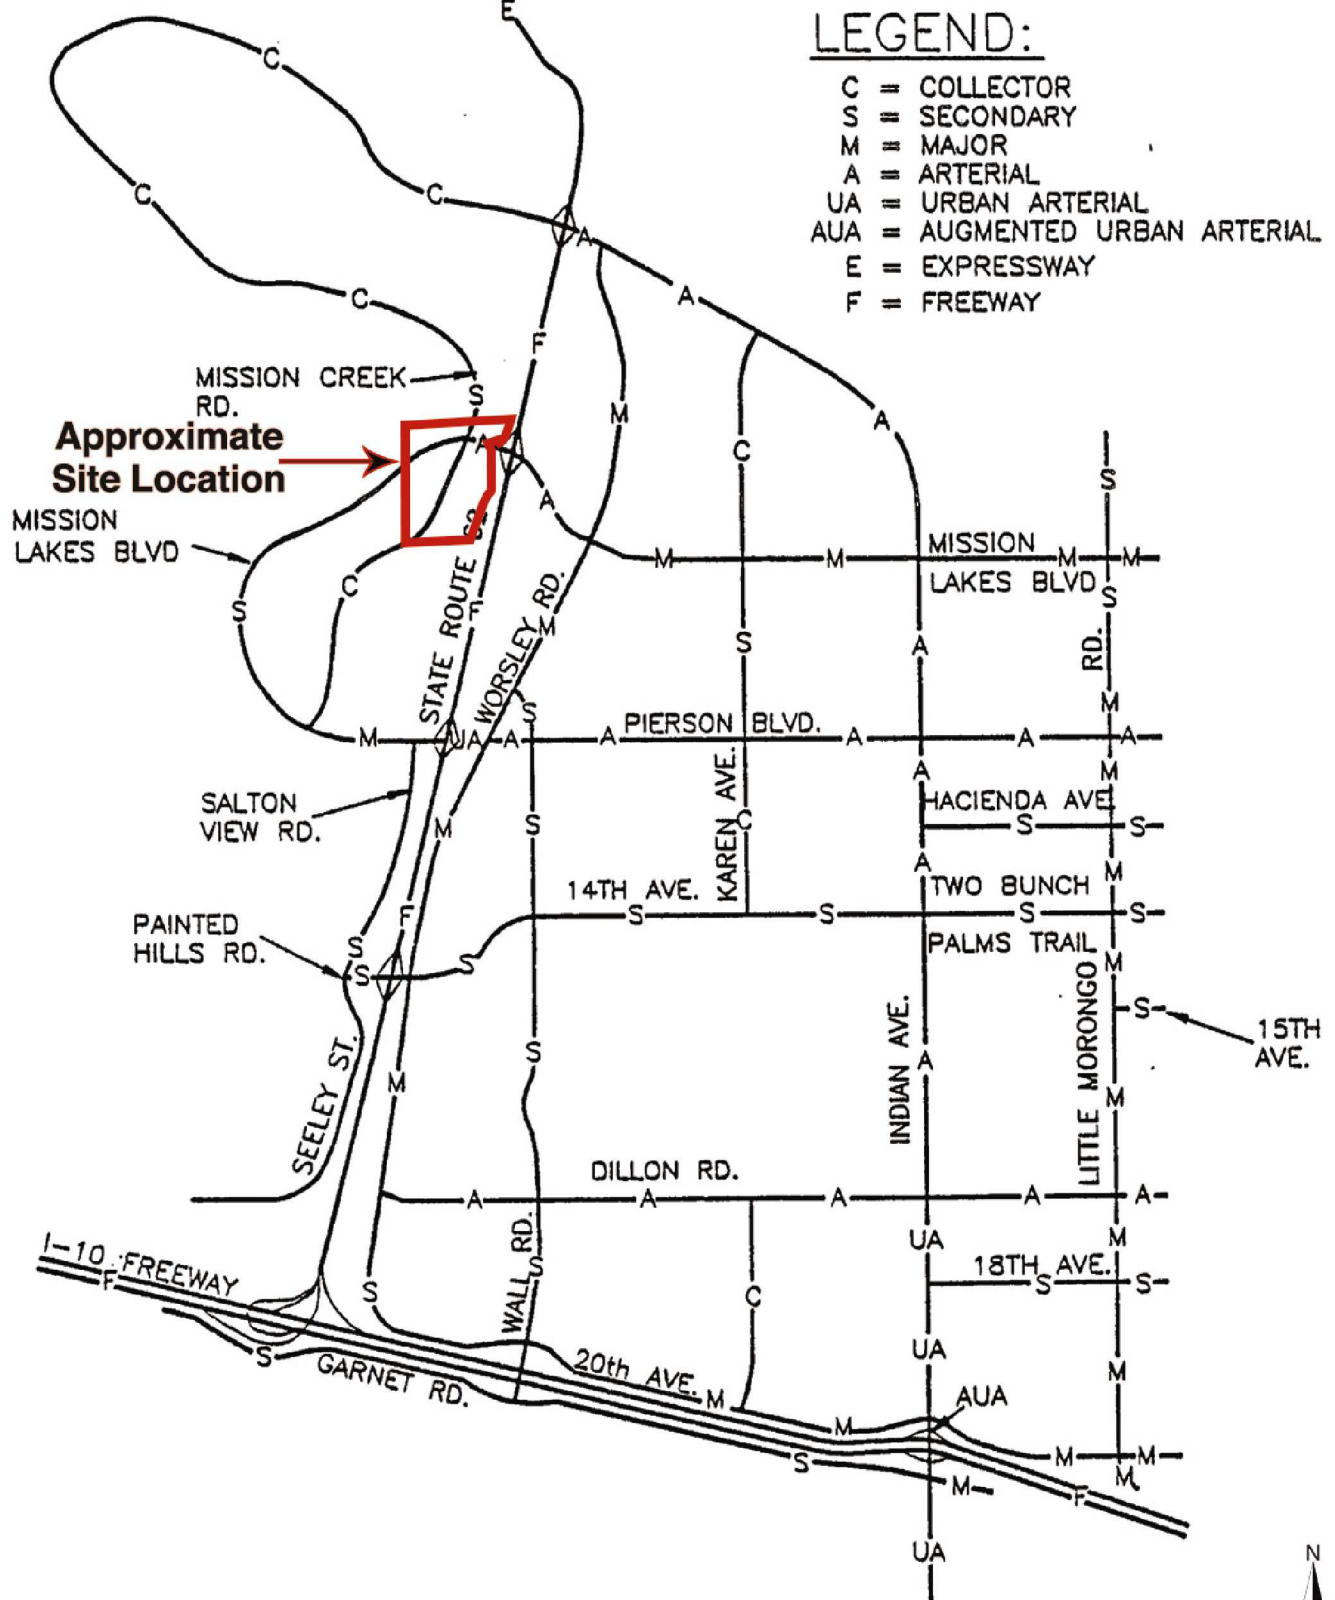 E
LEGEND:
C = COLLECTOR
S = SECONDARY
M = MAJOR
A = ARTERIAL
UA = URBAN ARTERIAL
AUA = AUGMENTED URBAN ARTERIAL
E = EXPRESSWAY
F = FREEWAY
C
C
C
A
A
C
F
MISSION CREEK
RD.
S
M
A
Approximate
Site Location
A
C
S
A
MISSION
LAKES BLVD
STATE ROUTE
M
M
MISSION
LAKES BLVD
M
M
C
S
F
WORSLEY RD.
M
S
A
S
RD.
M
S
M
UA
A
A
PIERSON BLVD.
A
A
A
A
M
SALTON
VIEW RD.
M
S
KAREN AVE.
C
HACIENDA AVE
S
S
A
M
14TH AVE.
S
S
TWO BUNCH
PALMS TRAIL
S
S
F
PAINTED
HILLS RD.
S
S
S
M
S
15TH
AVE.
SEELEY ST.
M
S
INDIAN AVE.
A
LITTLE MORONGO
M
DILLON RD.
A
A
A
A
A
UA
M
I-10 FREEWAY
F
S
WALL RD.
S
C
18TH AVE.
S
S
UA
M
S
GARNET RD.
20th AVE.
M
M
AUA
S
M
M
M
M
F
UA
N